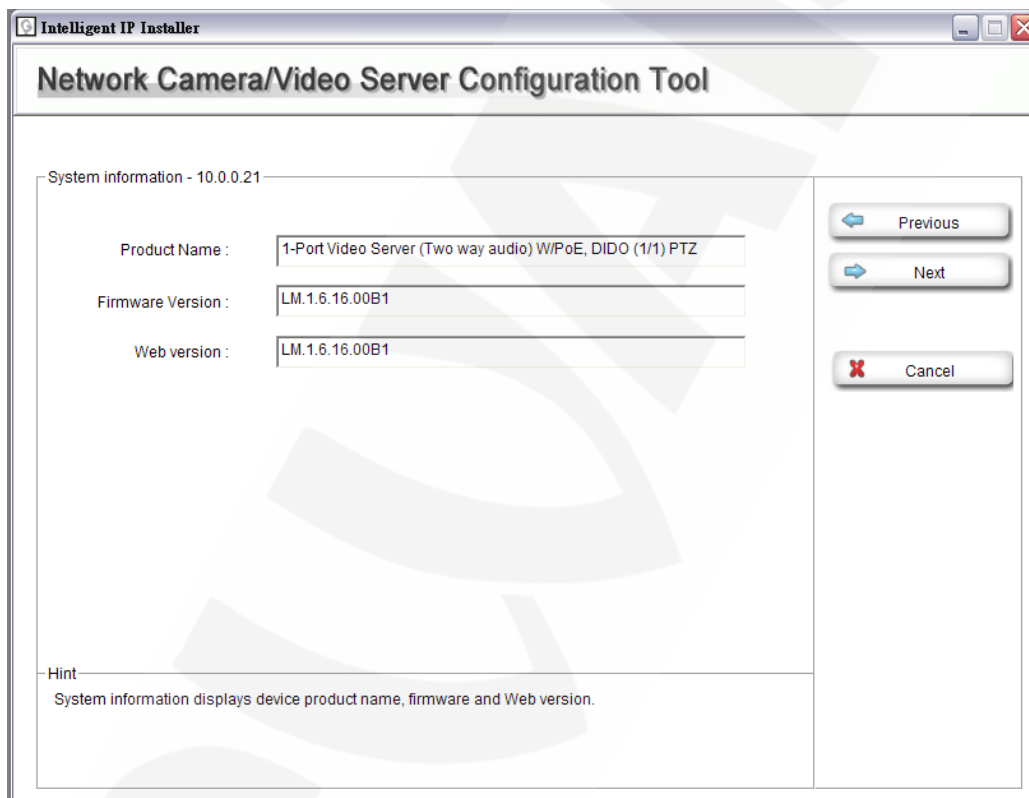 Intelligent IP Installer
Network Camera/Video Server Configuration Tool
System information - 10.0.0.21
Product Name : 1-Port Video Server (Two way audio) W/PoE, DIDO (1/1) PTZ
Firmware Version : LM.1.6.16.00B1
Web version : LM.1.6.16.00B1
Previous
Next
Cancel
Hint
System information displays device product name, firmware and Web version.